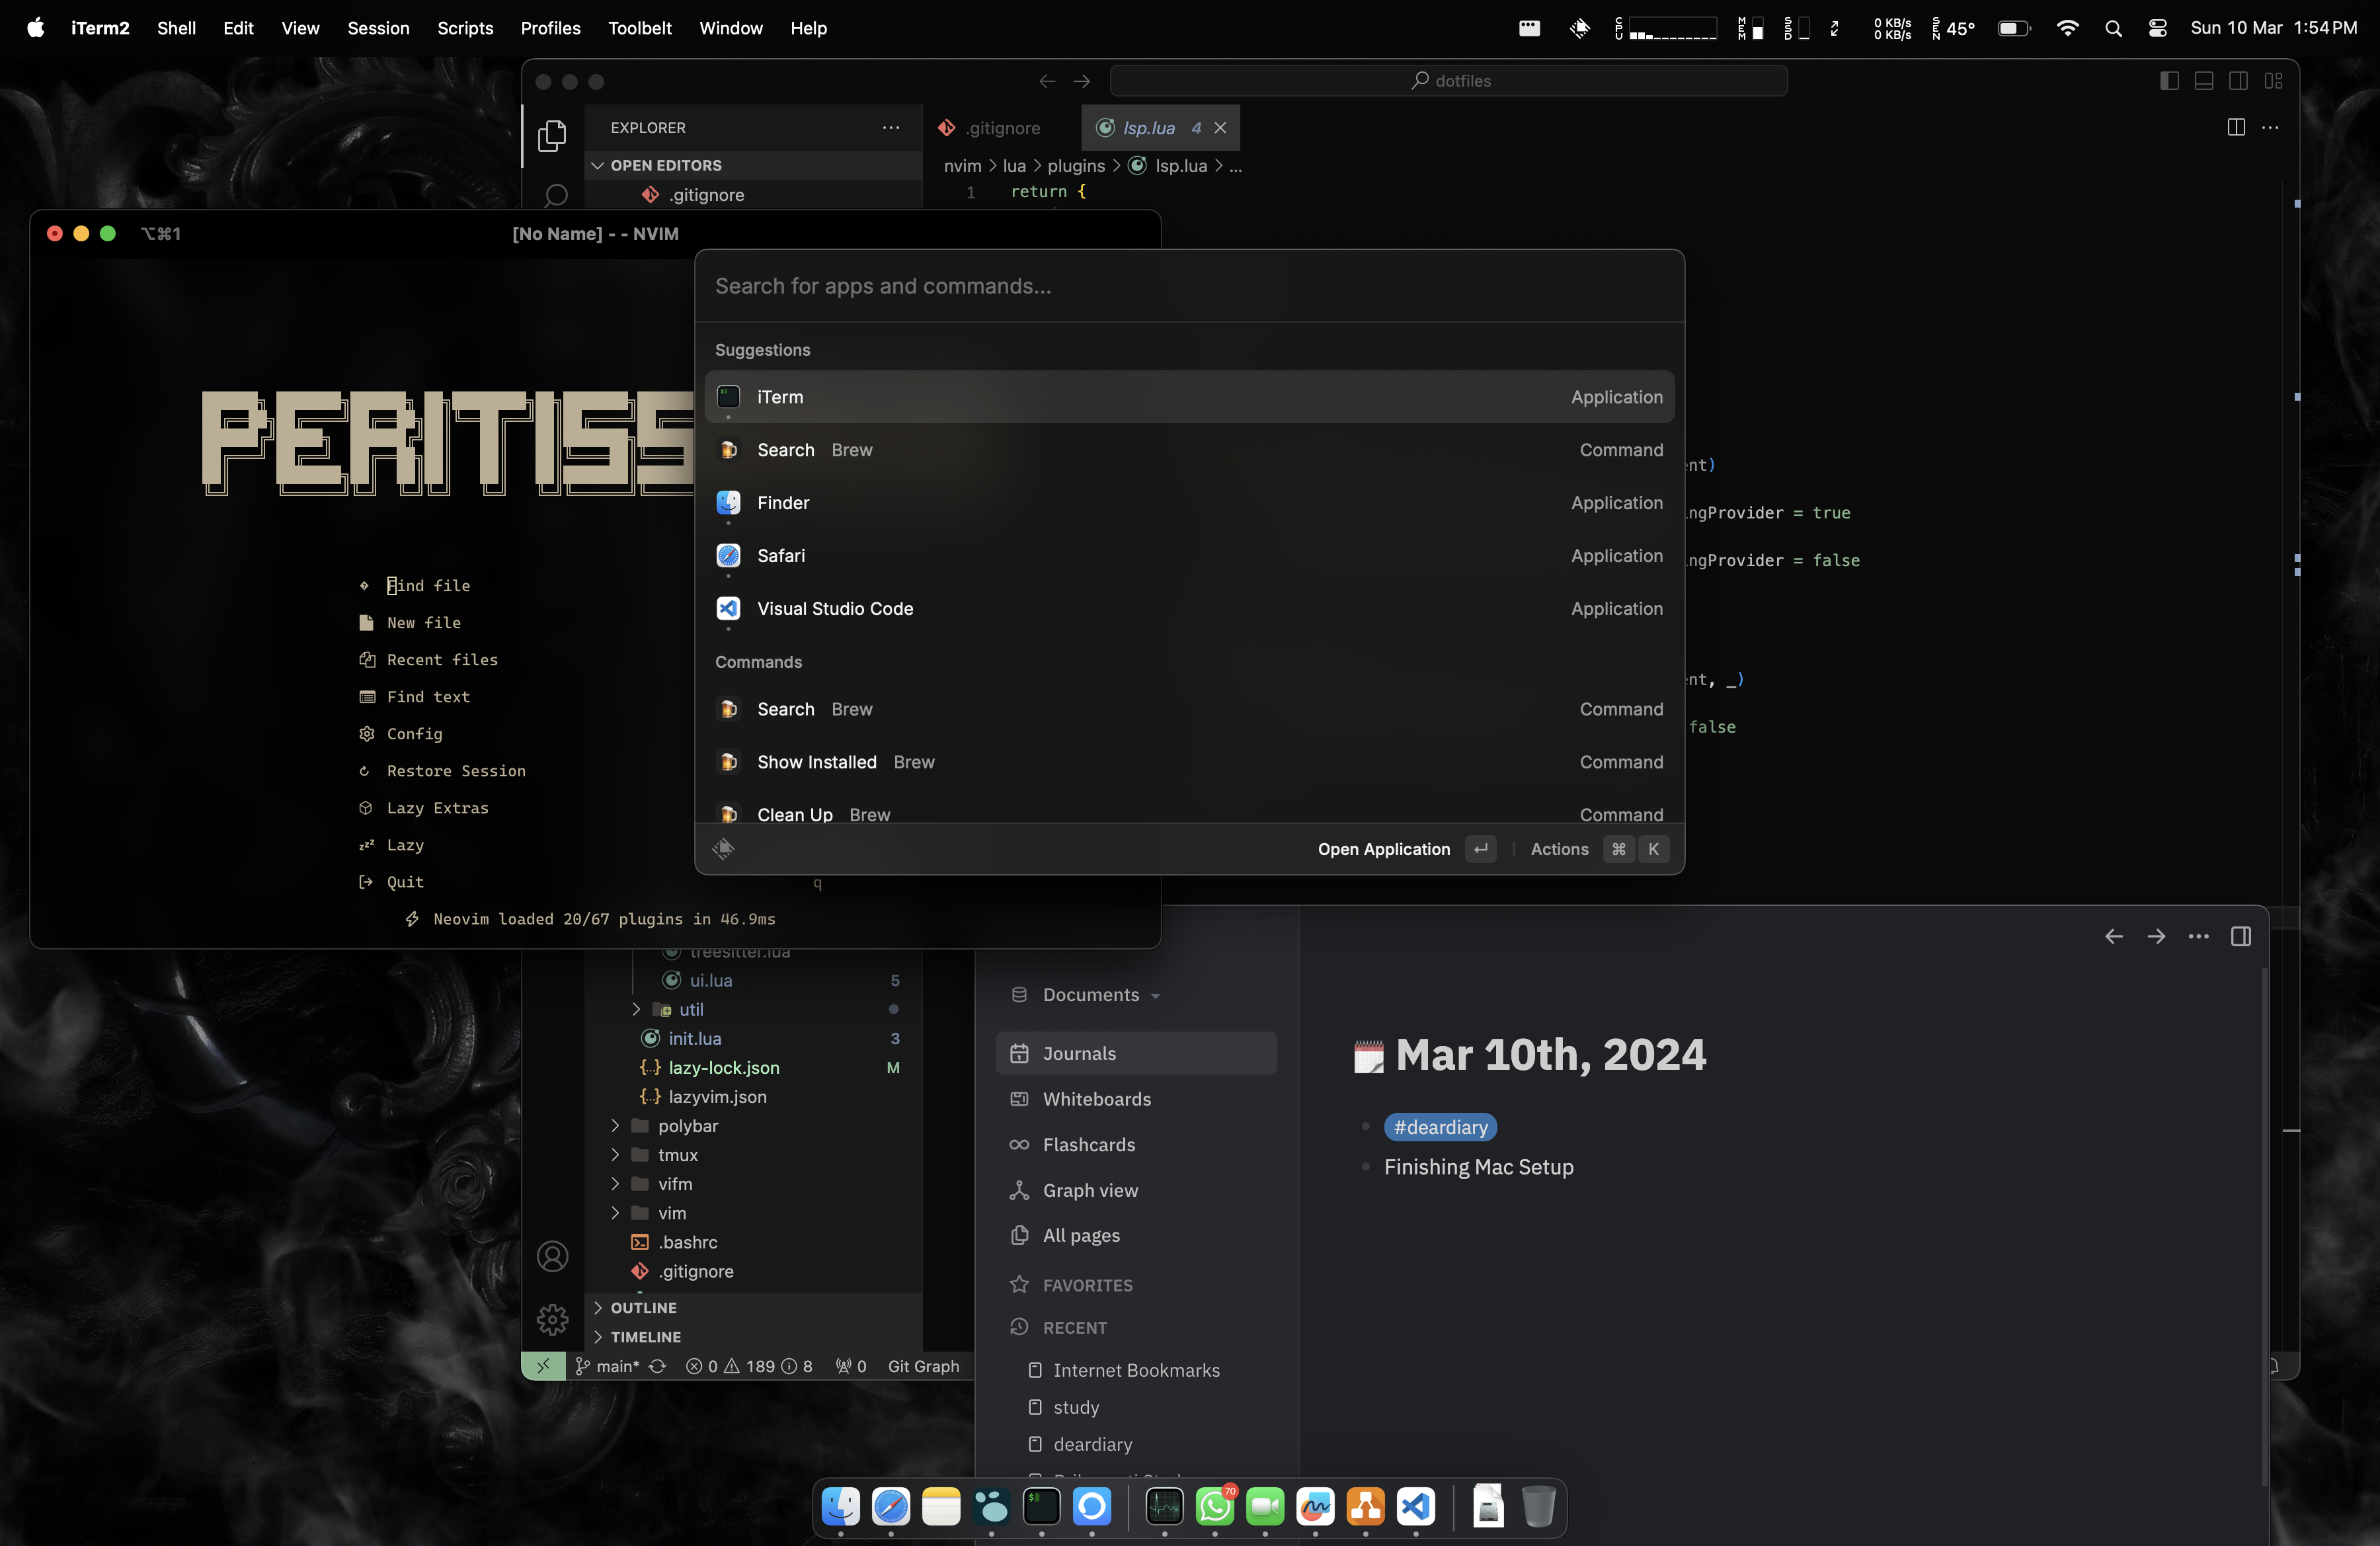 iTerm2 Shell Edit View Session Scripts Profiles Toolbelt Window Help
CPU MEM SSD 0 KB/s 0 KB/s SEN 45° Sun 10 Mar 1:54 PM
dotfiles
EXPLORER
OPEN EDITORS
.gitignore
.gitignore
lsp.lua 4
nvim > lua > plugins > lsp.lua > ...
1 return {
ngProvider = true
ngProvider = false
nt, _)
false
⌥⌘1
[No Name] - - NVIM
PERITISS
Find file
New file
Recent files
Find text
Config
Restore Session
Lazy Extras
Lazy
Quit
q
Neovim loaded 20/67 plugins in 46.9ms
Search for apps and commands...
Suggestions
iTerm Application
Search Brew Command
Finder Application
Safari Application
Visual Studio Code Application
Commands
Search Brew Command
Show Installed Brew Command
Clean Up Brew Command
Open Application ↵ Actions ⌘ K
treesitter.lua
ui.lua 5
util
init.lua 3
lazy-lock.json M
lazyvim.json
polybar
tmux
vifm
vim
.bashrc
.gitignore
OUTLINE
TIMELINE
main* 0 189 8 0 Git Graph
Documents
Journals
Whiteboards
Flashcards
Graph view
All pages
FAVORITES
RECENT
Internet Bookmarks
study
deardiary
Mar 10th, 2024
#deardiary
Finishing Mac Setup
70